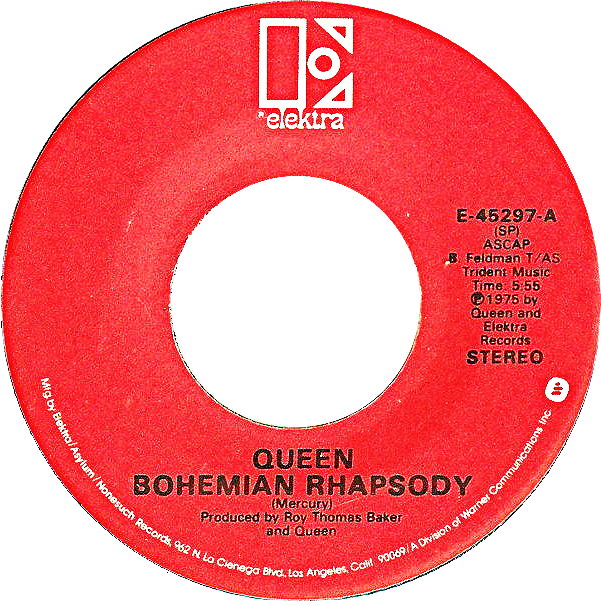 elektra
E-45297-A
(SP)
ASCAP
B. Feldman T/AS
Trident Music
Time: 5:55
℗ 1975 by
Queen and
Elektra
Records
STEREO
QUEEN
BOHEMIAN RHAPSODY
(Mercury)
Produced by Roy Thomas Baker
and Queen
Mfg by Elektra/Asylum/Nonesuch Records, 962 N. La Cienega Blvd., Los Angeles, Calif. 90069/A Division of Warner Communications Inc.